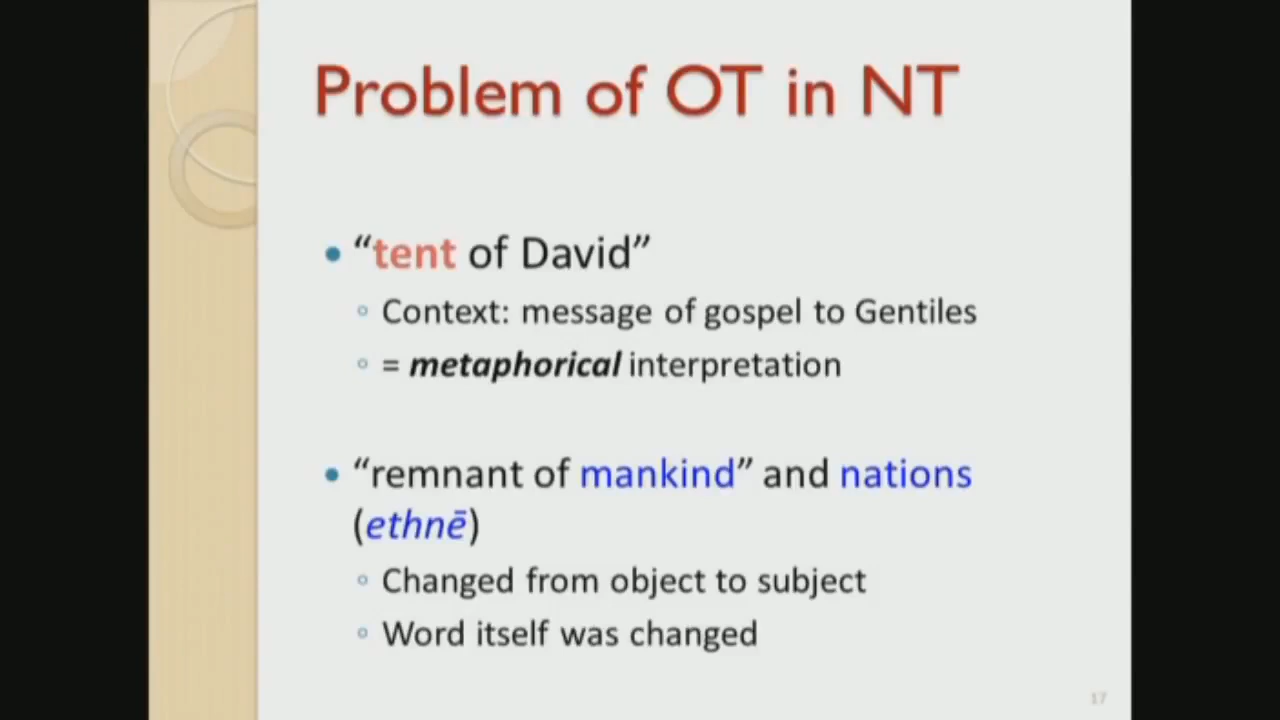 Problem of OT in NT
• “tent of David”
◦ Context: message of gospel to Gentiles
◦ = metaphorical interpretation
• “remnant of mankind” and nations
(ethnē)
◦ Changed from object to subject
◦ Word itself was changed
17